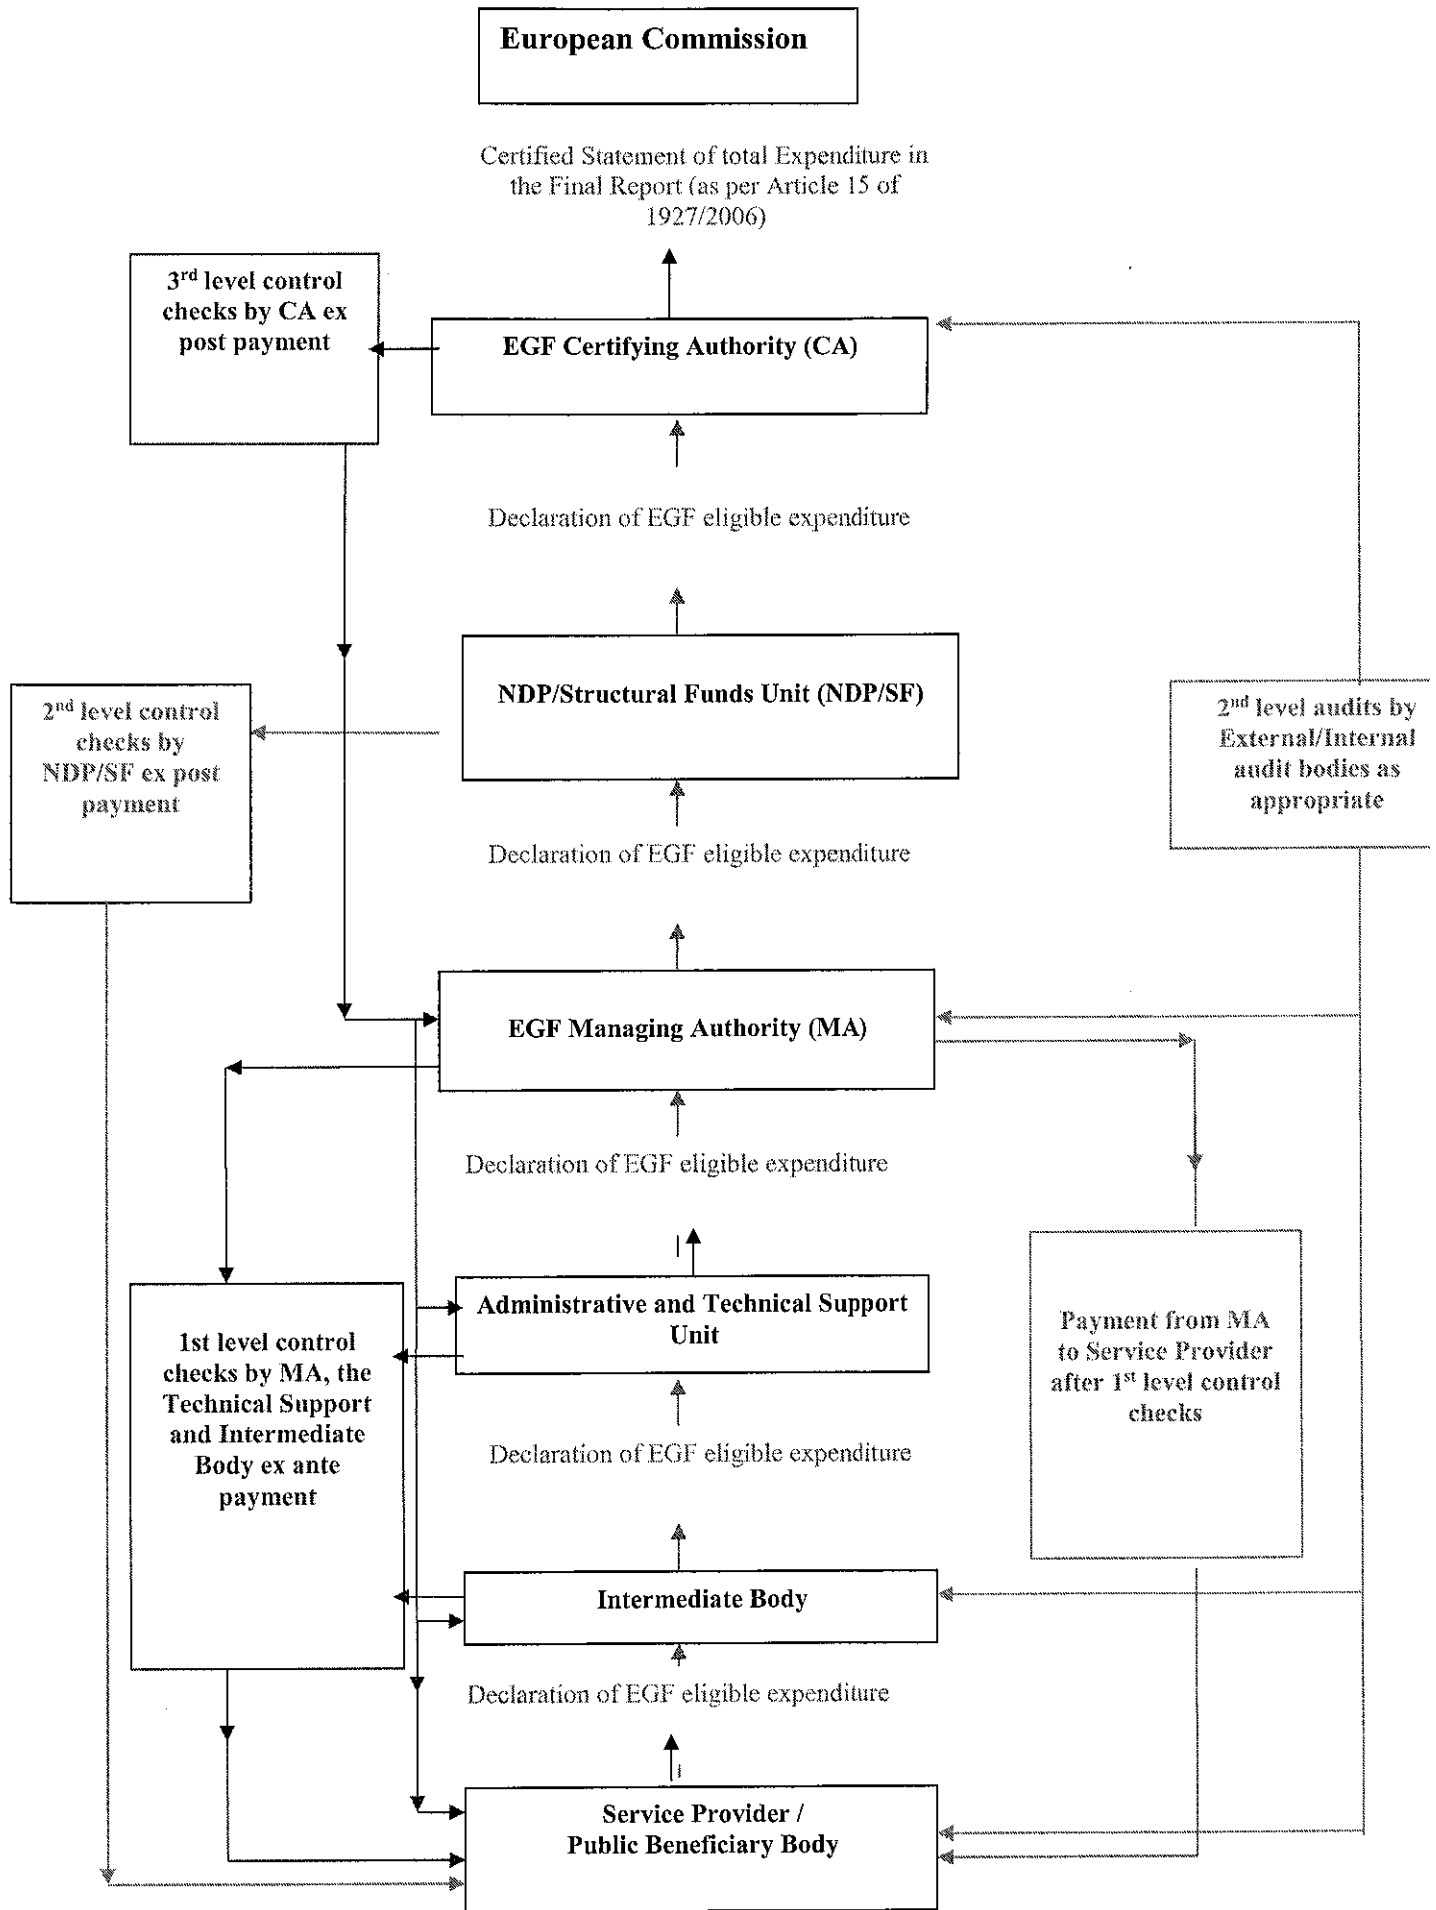 European Commission
Certified Statement of total Expenditure in
the Final Report (as per Article 15 of
1927/2006)
3rd level control
checks by CA ex
post payment
EGF Certifying Authority (CA)
Declaration of EGF eligible expenditure
NDP/Structural Funds Unit (NDP/SF)
2nd level control
checks by
NDP/SF ex post
payment
2nd level audits by
External/Internal
audit bodies as
appropriate
Declaration of EGF eligible expenditure
EGF Managing Authority (MA)
Declaration of EGF eligible expenditure
Administrative and Technical Support
Unit
1st level control
checks by MA, the
Technical Support
and Intermediate
Body ex ante
payment
Payment from MA
to Service Provider
after 1st level control
checks
Declaration of EGF eligible expenditure
Intermediate Body
Declaration of EGF eligible expenditure
Service Provider /
Public Beneficiary Body